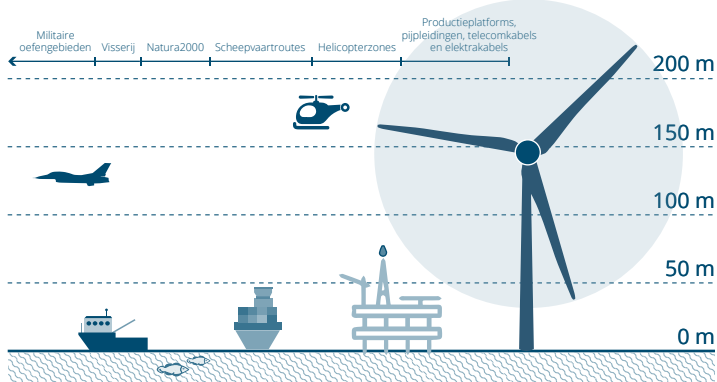 Militaire
oefengebieden
Visserij
Natura2000
Scheepvaartroutes
Helicopterzones
Productieplatforms,
pijpleidingen, telecomkabels
en elektrakabels
200 m
150 m
100 m
50 m
0 m